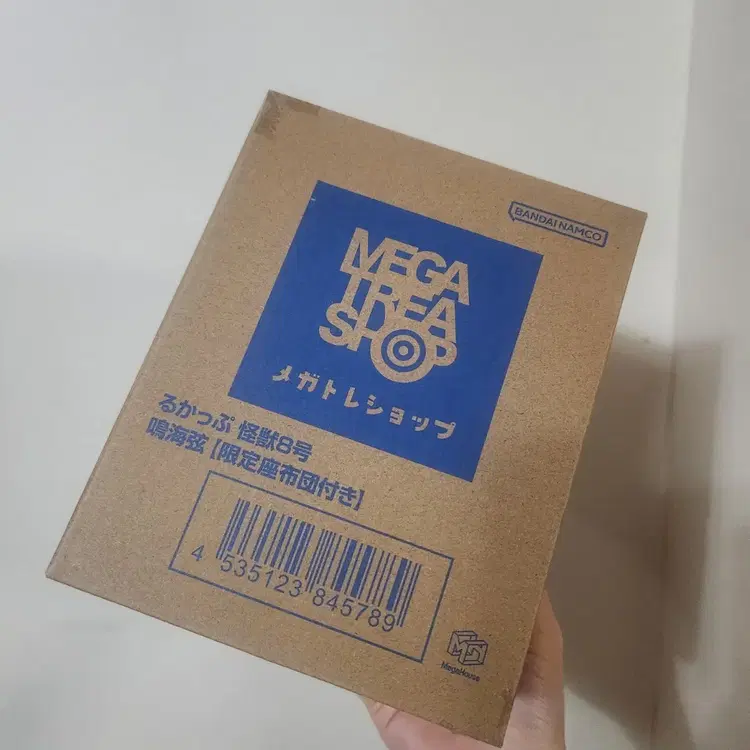 BANDAI NAMCO
MEGA
TREA
SHOP
メガトレショップ
るかっぷ 怪獣8号
鳴海弦【限定座布団付き】
4 535123 845789
MegaHouse